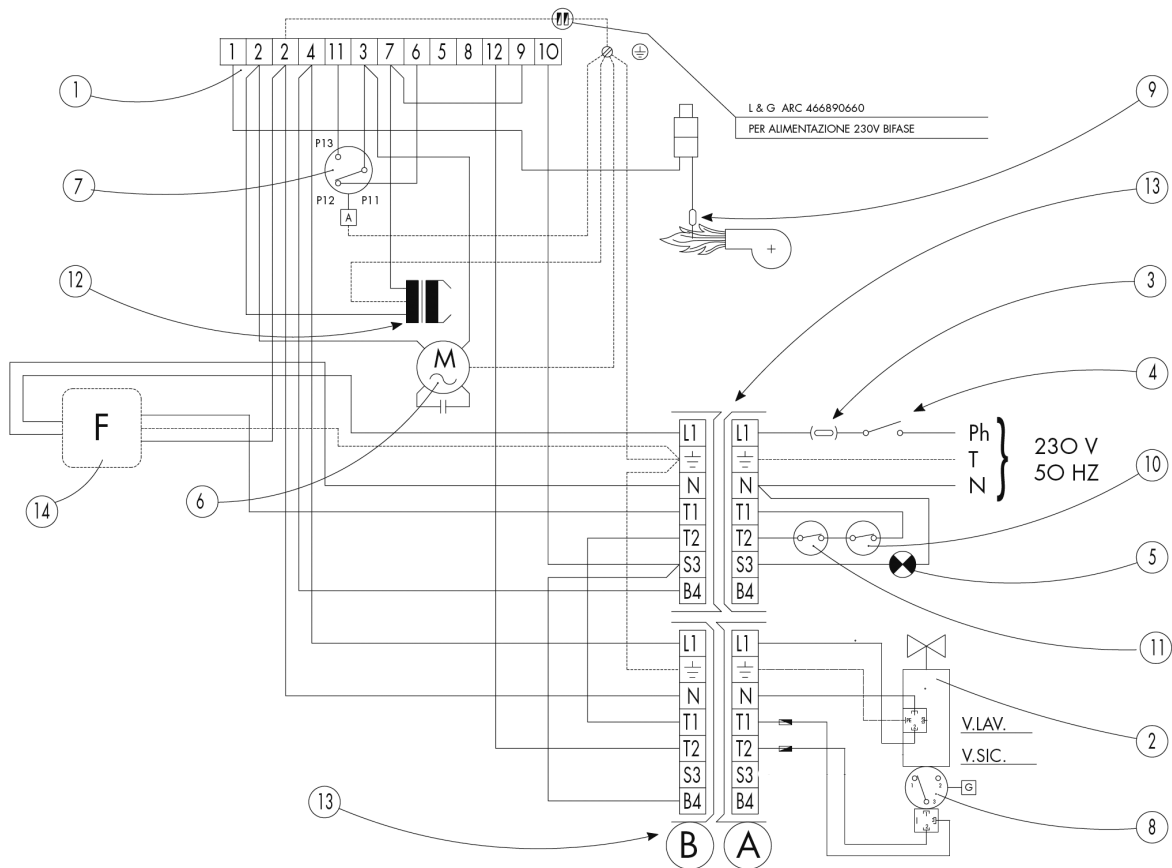 1 2 2 4 11 3 7 6 5 8 12 9 10
1
9
L & G ARC 466890660
PER ALIMENTAZIONE 230V BIFASE
P13
7
13
P12 P11
A
+
12
3
M
4
F
L1 L1 Ph
T
230 V
50 HZ
N N N
10
14
6
T1 T1
T2 T2
S3 S3
5
B4 B4
11
L1 L1
N N
T1 T1
V.LAV.
2
T2 T2
V.SIC.
S3 S3
1 2
G
3
13
B4 B4
8
B A